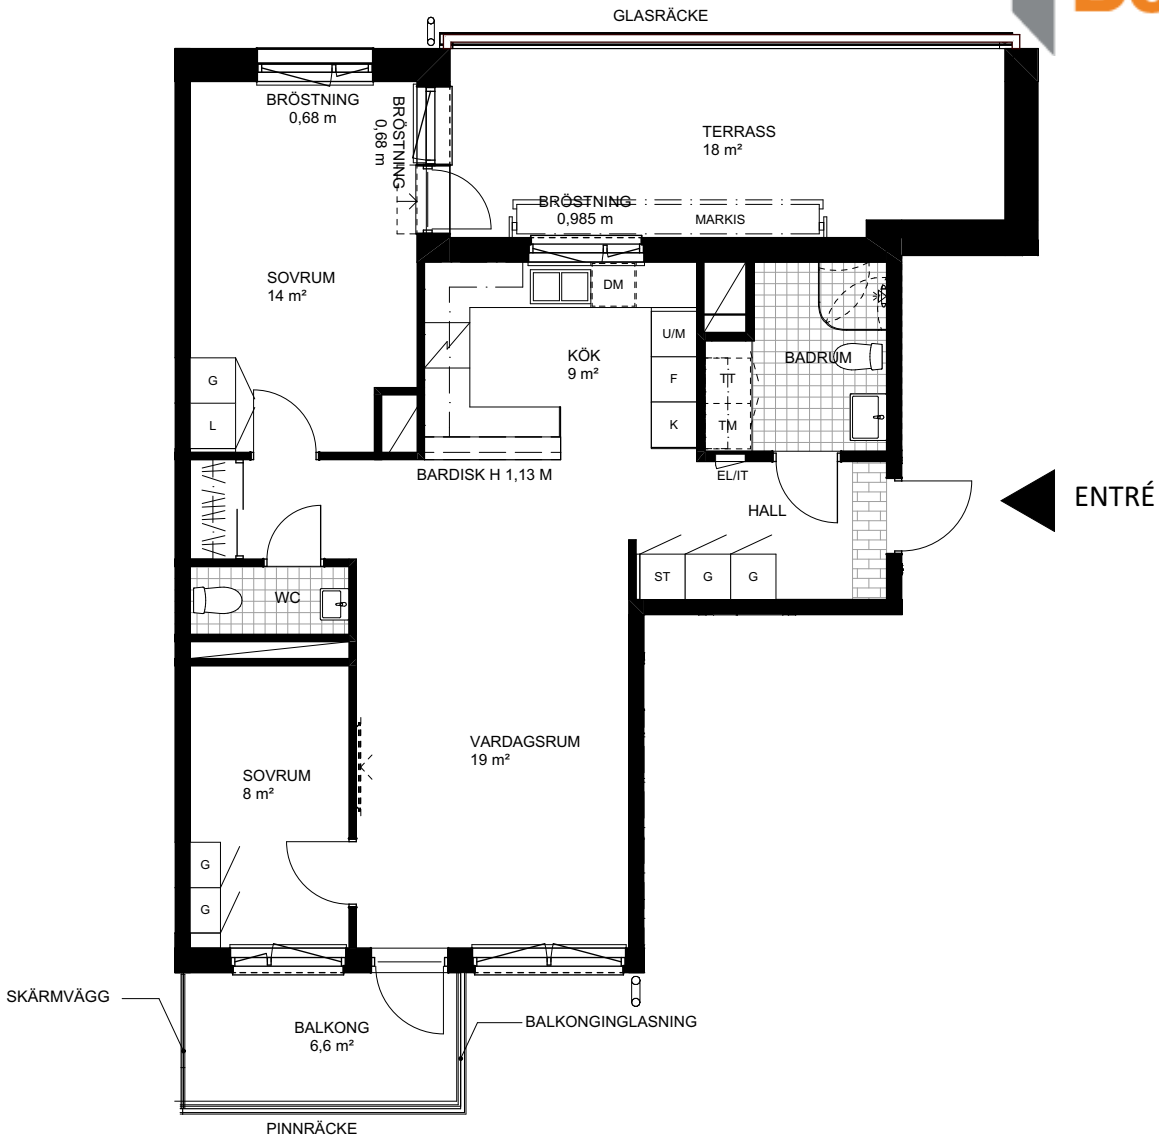 GLASRÄCKE
BRÖSTNING
0,68 m
BRÖSTNING
0,68 m
TERRASS
18 m²
BRÖSTNING
0,985 m
MARKIS
SOVRUM
14 m²
DM
U/M
KÖK
9 m²
BADRUM
G
F
TT
L
K
TM
BARDISK H 1,13 M
EL/IT
HALL
ENTRÉ
ST
G
G
WC
VARDAGSRUM
19 m²
SOVRUM
8 m²
G
G
SKÄRMVÄGG
BALKONG
6,6 m²
BALKONGINGLASNING
PINNRÄCKE